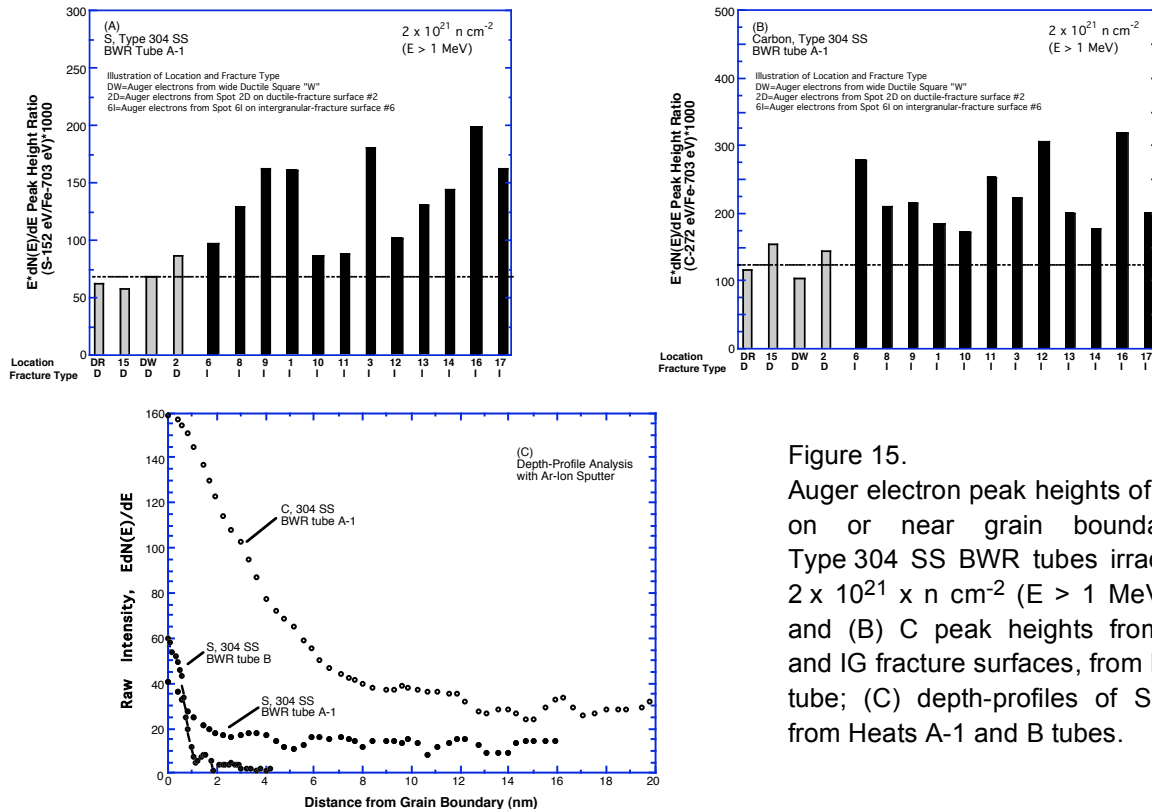 (A)
S, Type 304 SS
BWR Tube A-1
2 x 10²¹ n cm⁻²
(E > 1 MeV)
Illustration of Location and Fracture Type
DW=Auger electrons from wide Ductile Square "W"
2D=Auger electrons from Spot 2D on ductile-fracture surface #2
6I=Auger electrons from Spot 6I on intergranular-fracture surface #6
E*dN(E)/dE Peak Height Ratio
(S-152 eV/Fe-703 eV)*1000
300
250
200
150
100
50
0
Location DR 15 DW 2 6 8 9 1 10 11 3 12 13 14 16 17
Fracture Type D D D D I I I I I I I I I I I I
(B)
Carbon, Type 304 SS
BWR tube A-1
2 x 10²¹ n cm⁻²
(E > 1 MeV)
Illustration of Location and Fracture Type
DW=Auger electrons from wide Ductile Square "W"
2D=Auger electrons from Spot 2D on ductile-fracture surface #2
6I=Auger electrons from Spot 6I on intergranular-fracture surface #6
E*dN(E)/dE Peak Height Ratio
(C-272 eV/Fe-703 eV)*1000
500
450
400
300
200
100
0
Location DR 15 DW 2 6 8 9 1 10 11 3 12 13 14 16 17
Fracture Type D D D D I I I I I I I I I I I I
(C)
Depth-Profile Analysis
with Ar-Ion Sputter
C, 304 SS
BWR tube A-1
S, 304 SS
BWR tube B
S, 304 SS
BWR tube A-1
Raw Intensity, EdN(E)/dE
160
140
120
100
80
60
40
20
0
0 2 4 6 8 10 12 14 16 18 20
Distance from Grain Boundary (nm)
Figure 15.
Auger electron peak heights of
on or near grain bounda
Type 304 SS BWR tubes irrad
2 x 10²¹ x n cm⁻² (E > 1 MeV
and (B) C peak heights from
and IG fracture surfaces, from
tube; (C) depth-profiles of S
from Heats A-1 and B tubes.